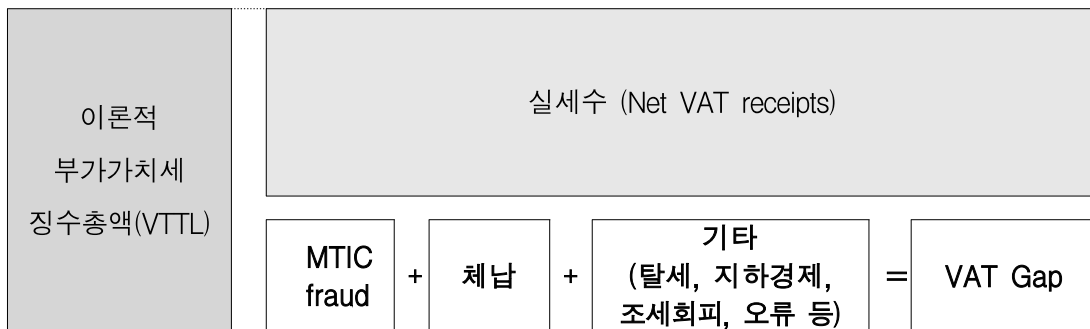 이론적
부가가치세
징수총액(VTTL)
실세수 (Net VAT receipts)
MTIC
fraud
+
체납
+
기타
(탈세, 지하경제,
조세회피, 오류 등)
=
VAT Gap